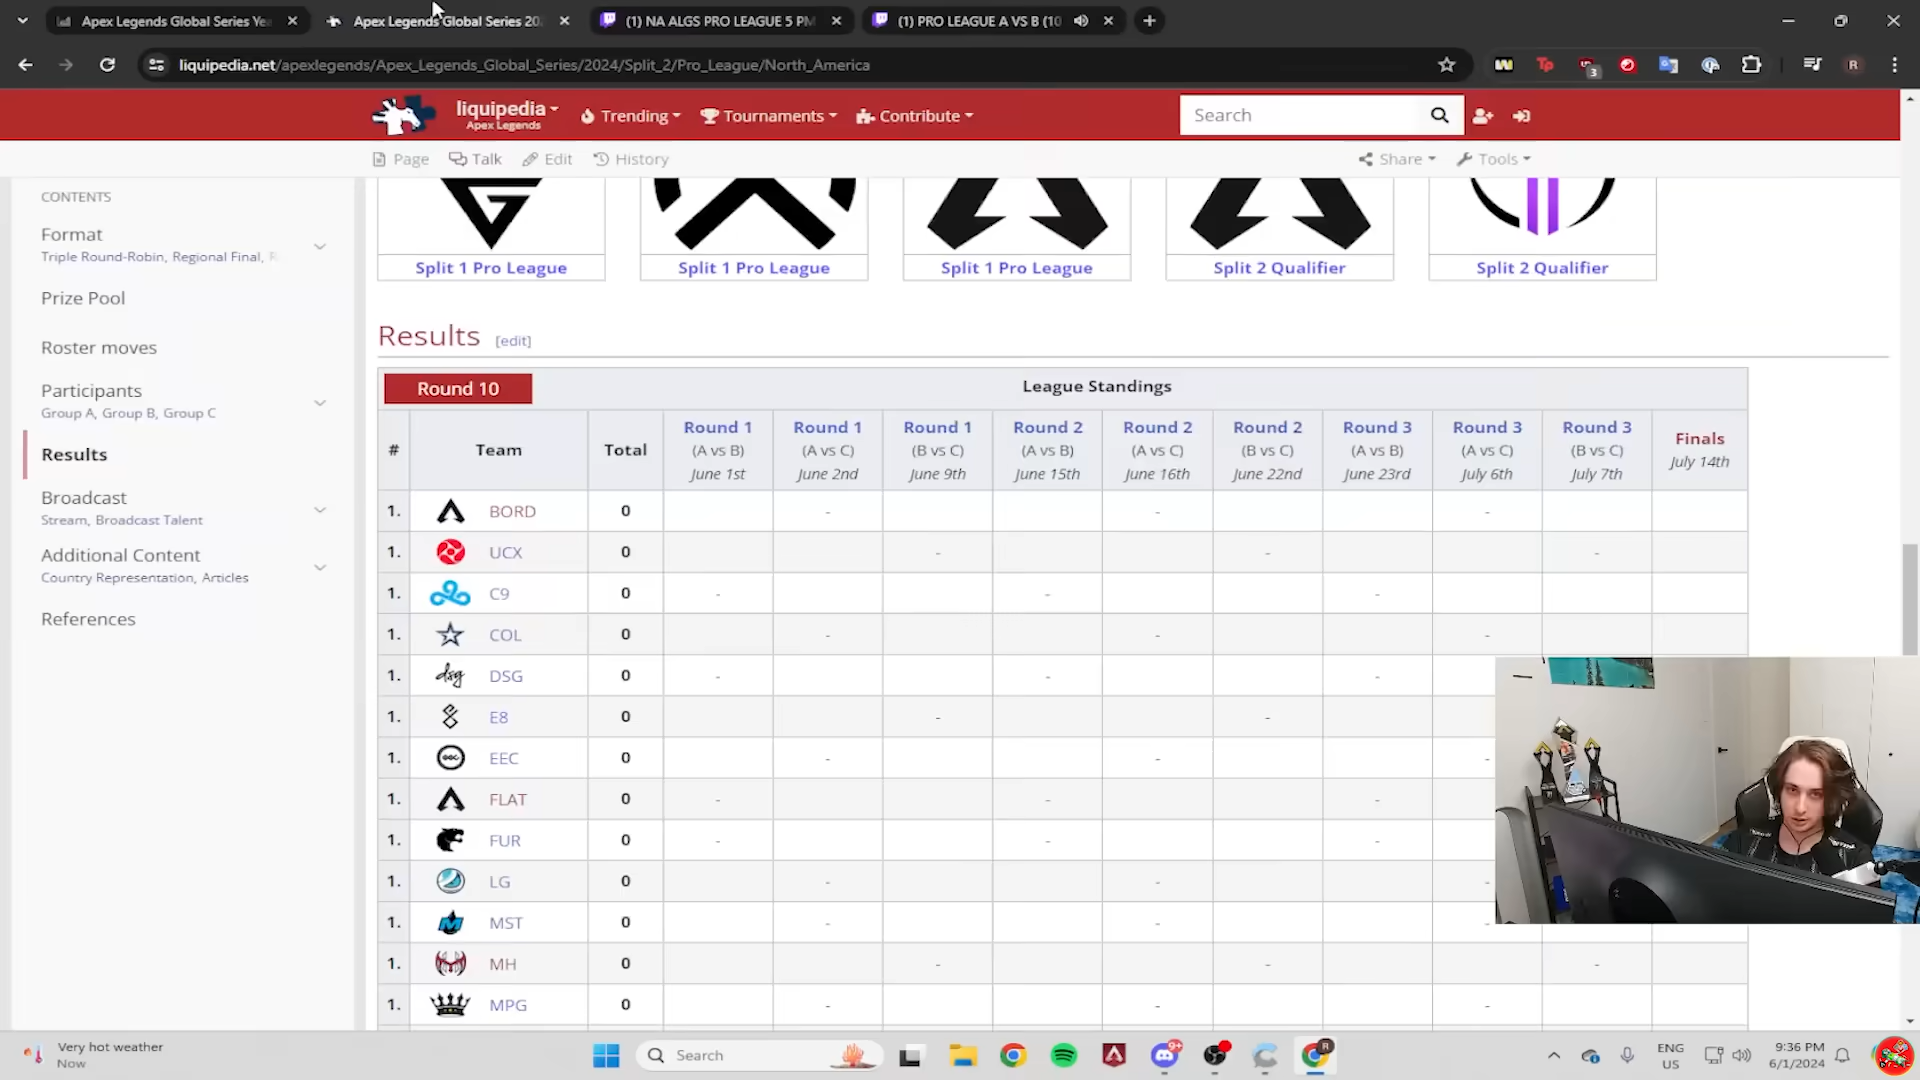 Apex Legends Global Series Yea
Apex Legends Global Series 202
(1) NA ALGS PRO LEAGUE 5 PM
(1) PRO LEAGUE A VS B (10
liquipedia.net/apexlegends/Apex_Legends_Global_Series/2024/Split_2/Pro_League/North_America
liquipedia
Apex Legends
Trending
Tournaments
Contribute
Search
Page Talk Edit History
Share Tools
CONTENTS
Format
Triple Round-Robin, Regional Final,
Prize Pool
Roster moves
Participants
Group A, Group B, Group C
Results
Broadcast
Stream, Broadcast Talent
Additional Content
Country Representation, Articles
References
Split 1 Pro League
Split 1 Pro League
Split 1 Pro League
Split 2 Qualifier
Split 2 Qualifier
Results [edit]
Round 10 League Standings
# Team Total
Round 1 (A vs B) June 1st
Round 1 (A vs C) June 2nd
Round 1 (B vs C) June 9th
Round 2 (A vs B) June 15th
Round 2 (A vs C) June 16th
Round 2 (B vs C) June 22nd
Round 3 (A vs B) June 23rd
Round 3 (A vs C) July 6th
Round 3 (B vs C) July 7th
Finals July 14th
1. BORD 0 - - -
1. UCX 0 - - -
1. C9 0 - - -
1. COL 0 - - -
1. dsg DSG 0 - - -
1. E8 0 - -
1. EEC 0 - - -
1. FLAT 0 - - -
1. FUR 0 - - -
1. LG 0 - - -
1. MST 0 - - -
1. MH 0 - - -
1. MPG 0 - - -
Very hot weather
Now
Search
9+
R
ENG
US
9:36 PM
6/1/2024